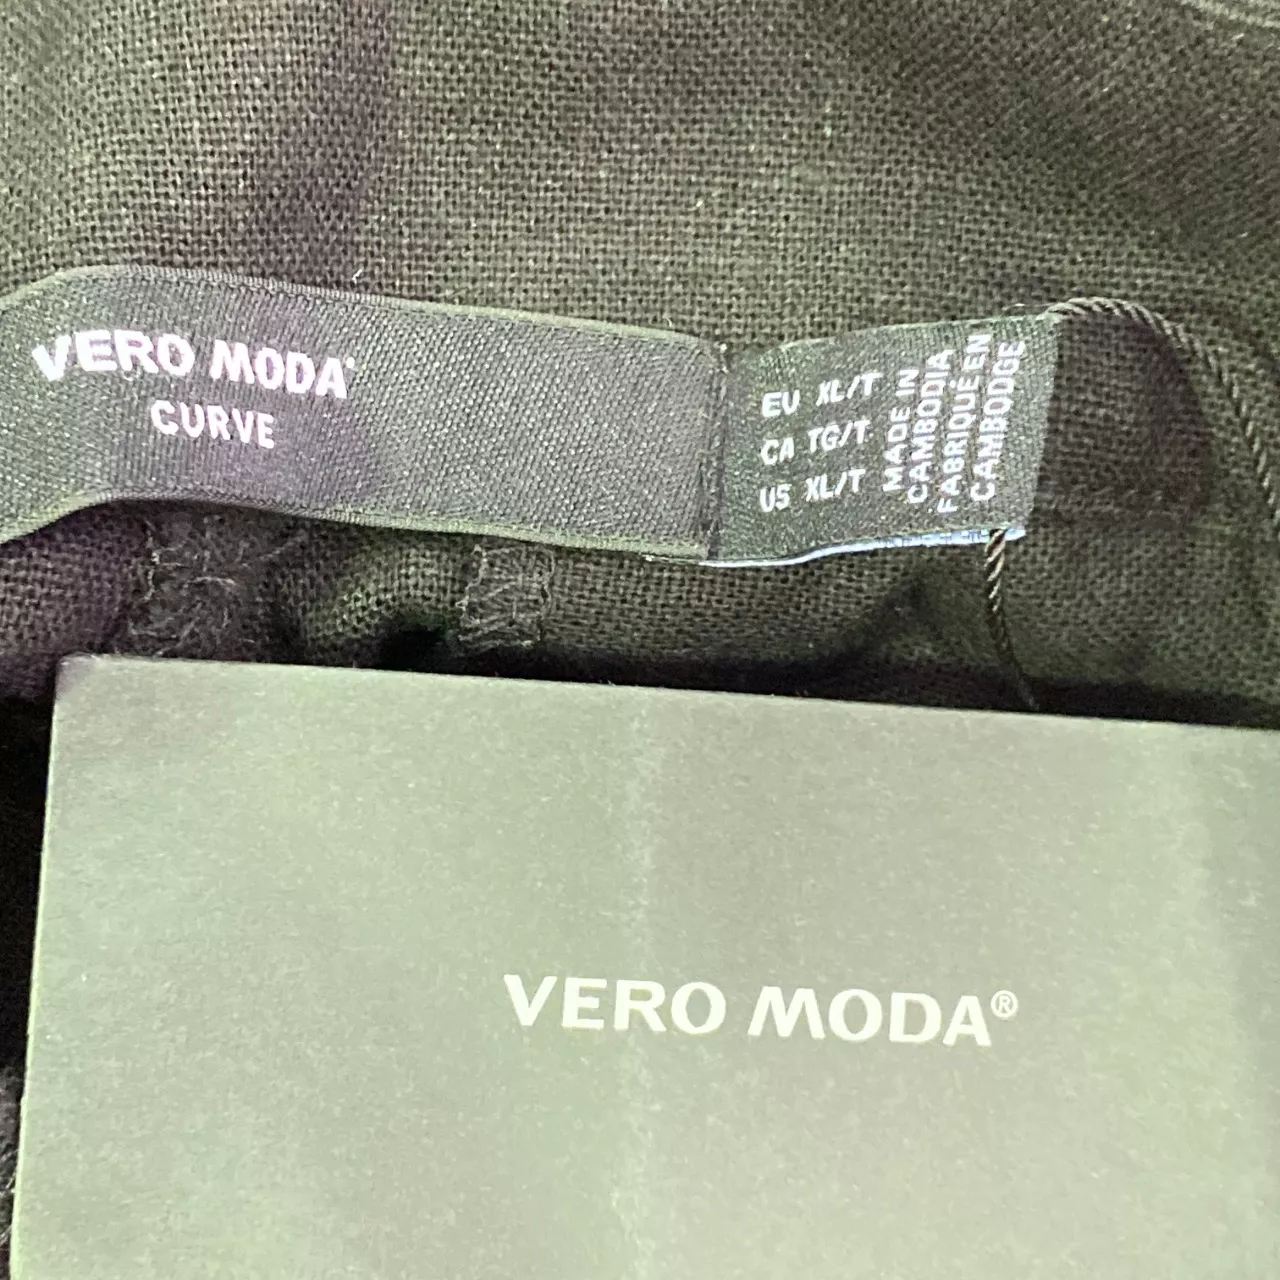 VERO MODA
CURVE
EU XL/T
CA TG/T
US XL/T
MADE IN
CAMBODIA
FABRIQUÉ EN
CAMBODGE
VERO MODA®